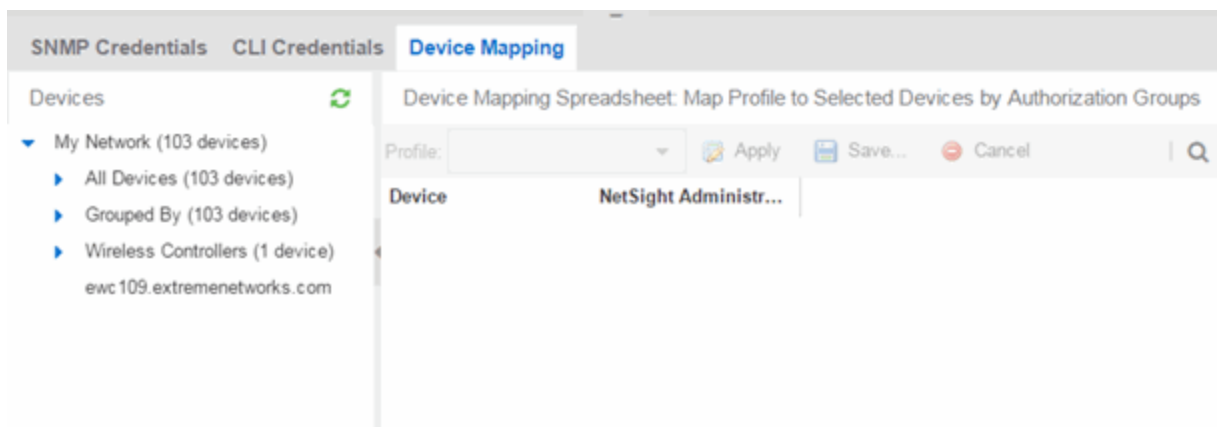 SNMP Credentials CLI Credentials Device Mapping
Devices
Device Mapping Spreadsheet: Map Profile to Selected Devices by Authorization Groups
My Network (103 devices)
All Devices (103 devices)
Grouped By (103 devices)
Wireless Controllers (1 device)
ewc109.extremenetworks.com
Profile: Apply Save... Cancel
Device NetSight Administr...